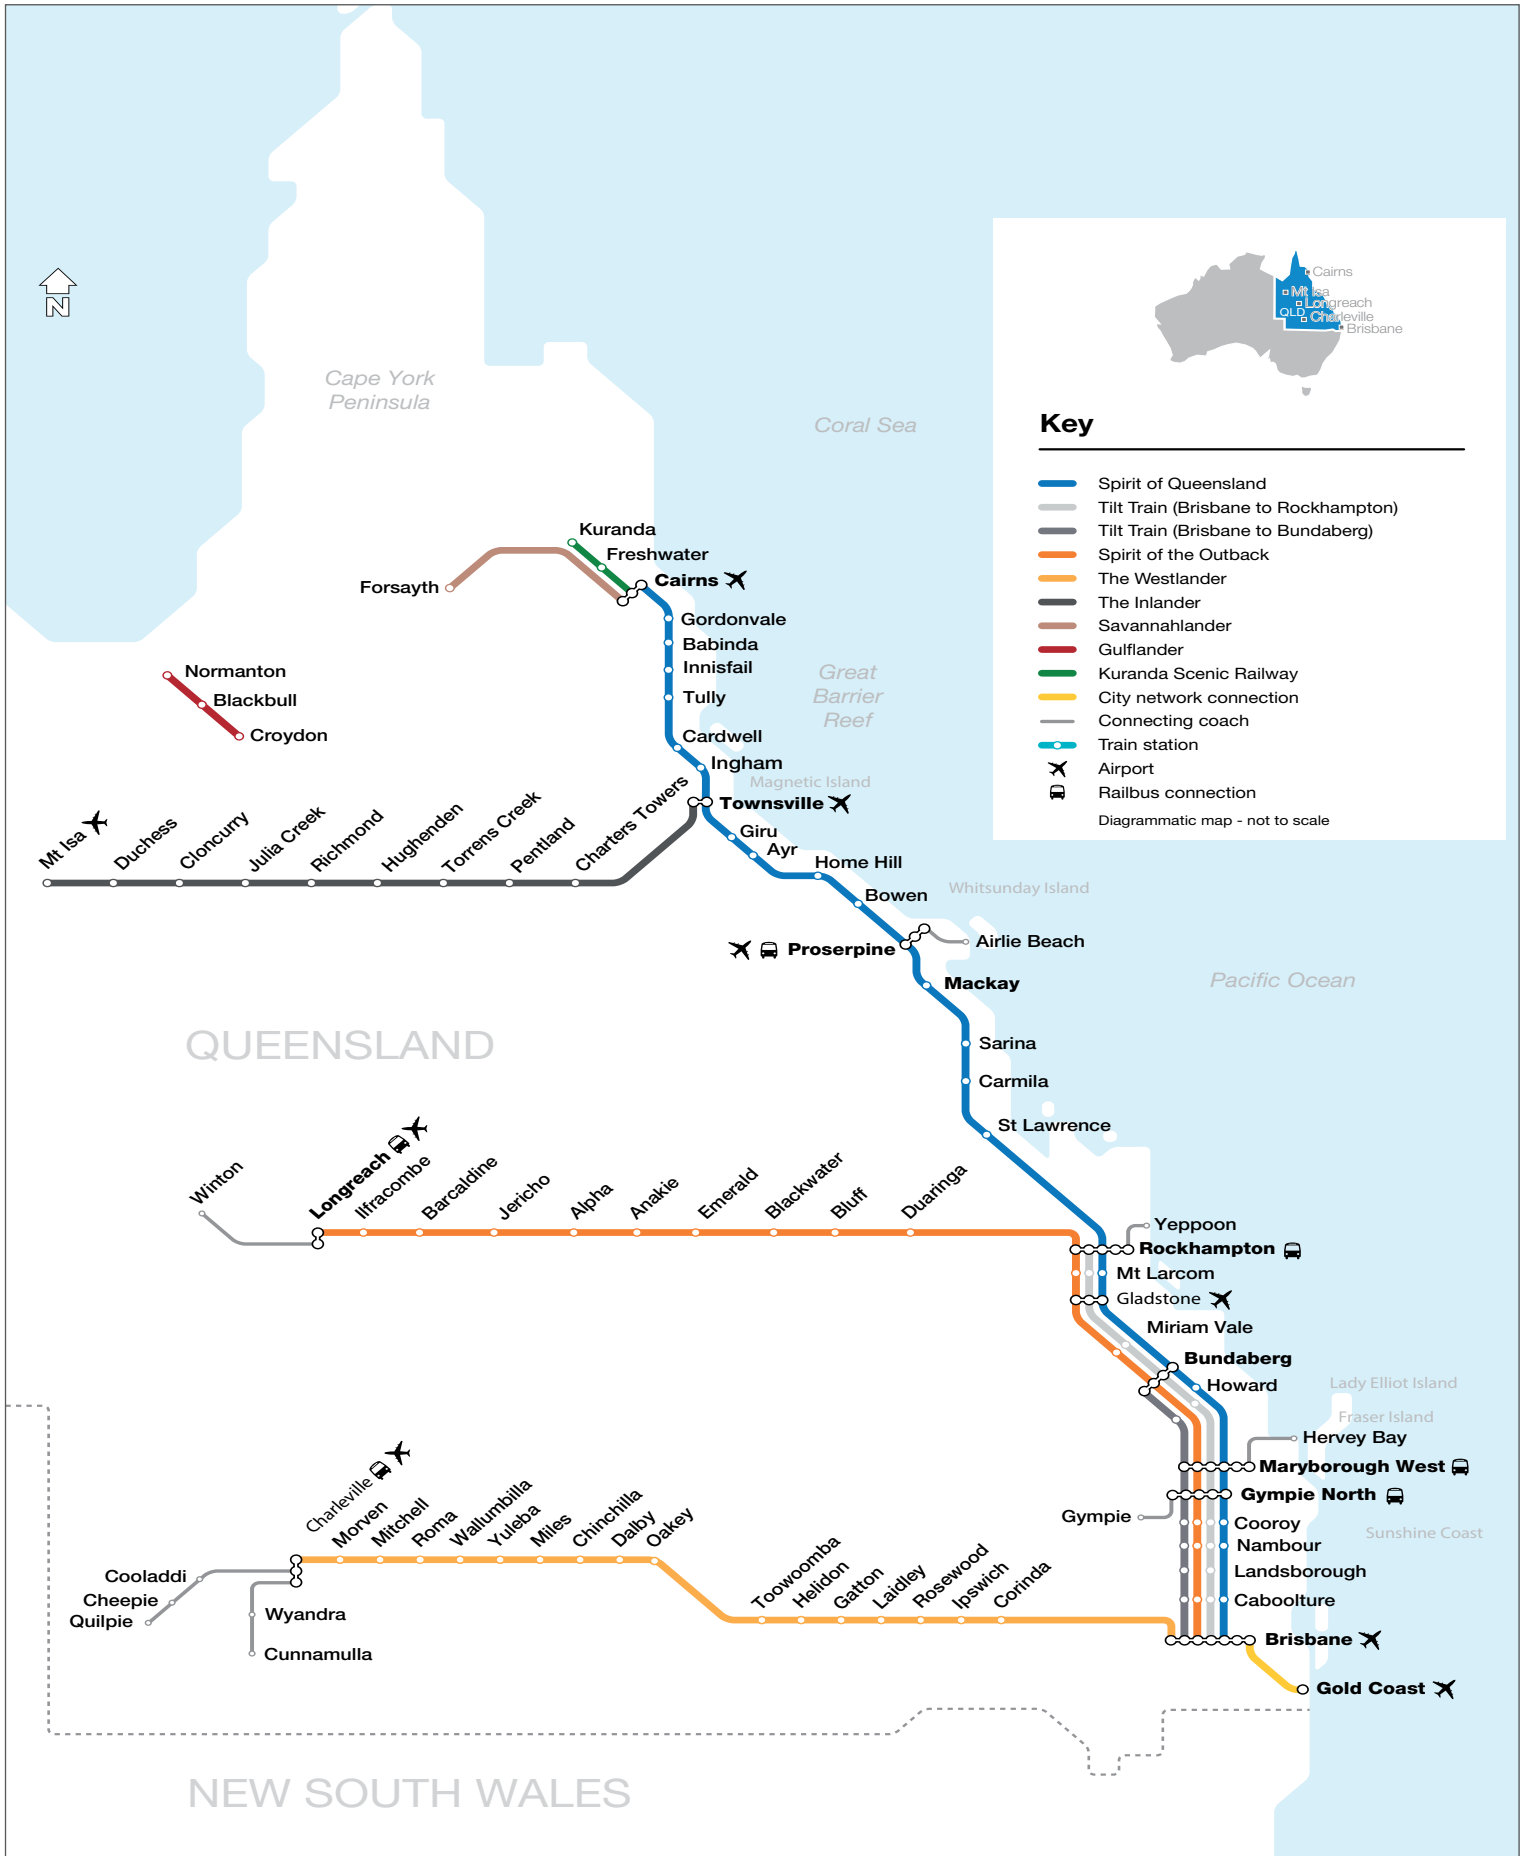 N
Cape York
Peninsula
Coral Sea
Cairns
Mt Isa
Longreach
QLD
Charleville
Brisbane
Key
Spirit of Queensland
Tilt Train (Brisbane to Rockhampton)
Tilt Train (Brisbane to Bundaberg)
Spirit of the Outback
The Westlander
The Inlander
Savannahlander
Gulflander
Kuranda Scenic Railway
City network connection
Connecting coach
Train station
Airport
Railbus connection
Diagrammatic map - not to scale
Kuranda
Freshwater
Cairns
Forsayth
Gordonvale
Babinda
Innisfail
Tully
Great
Barrier
Reef
Normanton
Blackbull
Croydon
Cardwell
Ingham
Magnetic Island
Townsville
Mt Isa
Duchess
Cloncurry
Julia Creek
Richmond
Hughenden
Torrens Creek
Pentland
Charters Towers
Giru
Ayr
Home Hill
Bowen
Whitsunday Island
Proserpine
Airlie Beach
Mackay
Pacific Ocean
QUEENSLAND
Sarina
Carmila
St Lawrence
Winton
Longreach
Ilfracombe
Barcaldine
Jericho
Alpha
Anakie
Emerald
Blackwater
Bluff
Duaringa
Yeppoon
Rockhampton
Mt Larcom
Gladstone
Miriam Vale
Bundaberg
Howard
Lady Elliot Island
Fraser Island
Hervey Bay
Maryborough West
Gympie North
Gympie
Cooroy
Sunshine Coast
Nambour
Landsborough
Caboolture
Charleville
Morven
Mitchell
Roma
Wallumbilla
Yuleba
Miles
Chinchilla
Dalby
Oakey
Toowoomba
Helidon
Gatton
Laidley
Rosewood
Ipswich
Corinda
Cooladdi
Cheepie
Quilpie
Wyandra
Cunnamulla
Brisbane
Gold Coast
NEW SOUTH WALES